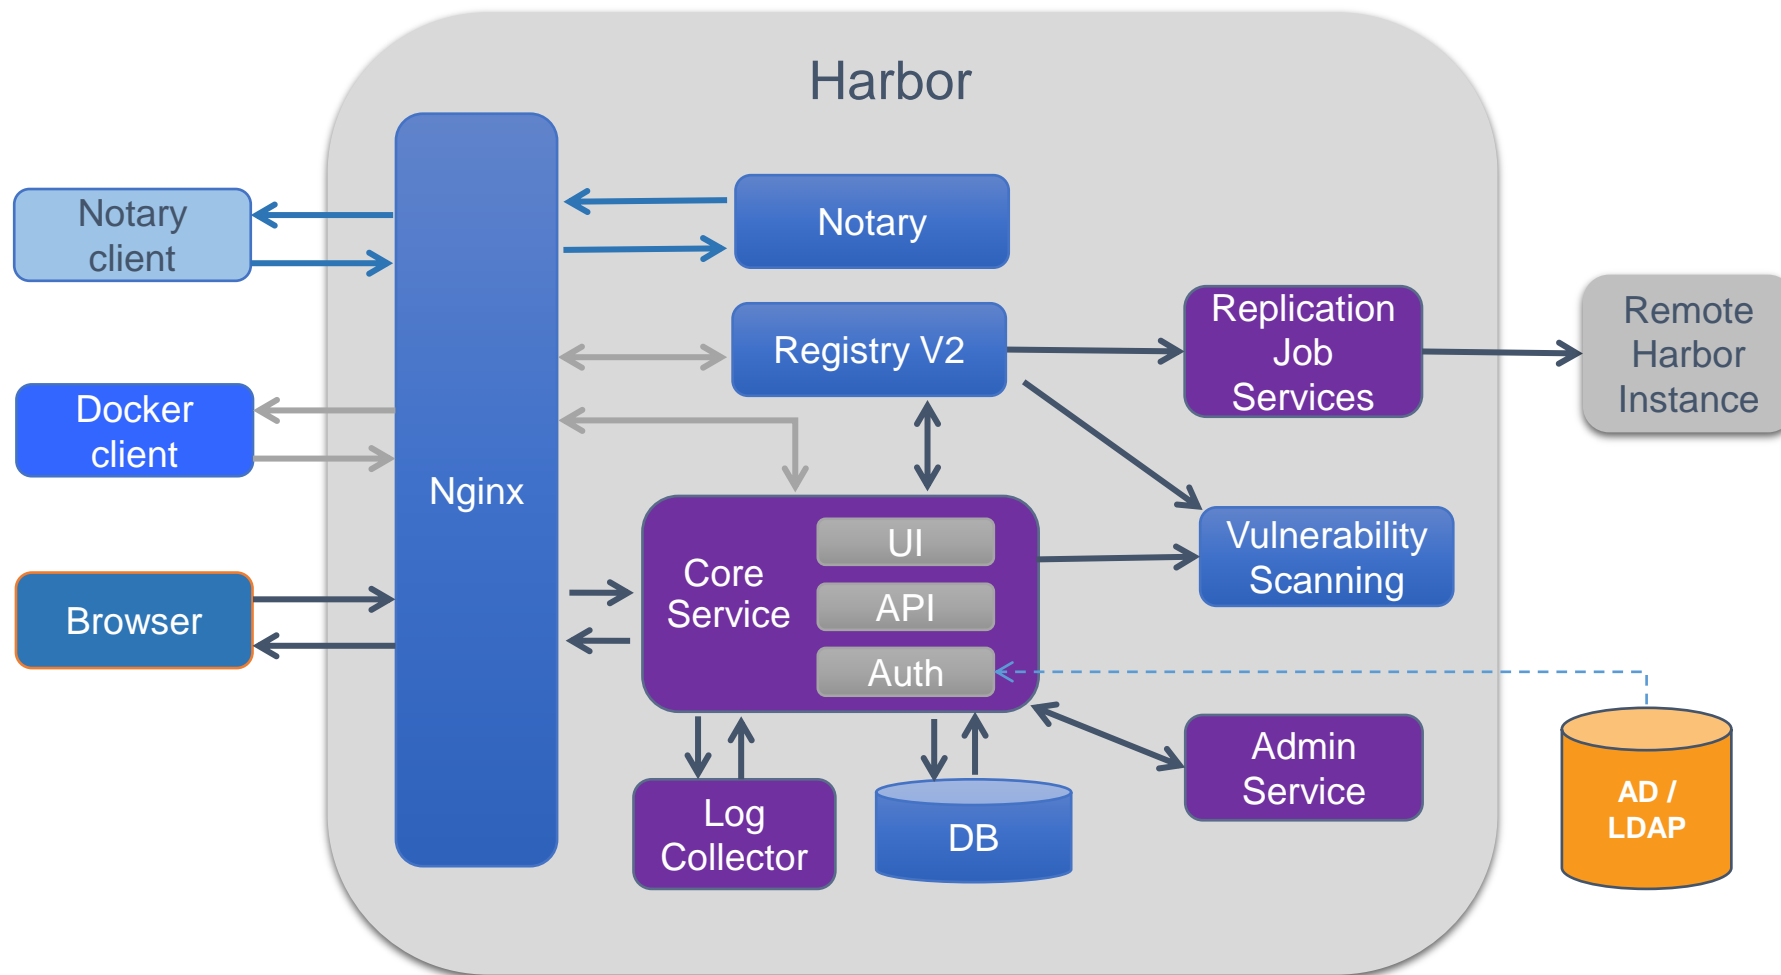 Harbor
Notary
client
Notary
Registry V2
Replication
Job
Services
Remote
Harbor
Instance
Docker
client
Nginx
Core
Service
UI
API
Auth
Vulnerability
Scanning
Browser
Admin
Service
Log
Collector
DB
AD /
LDAP